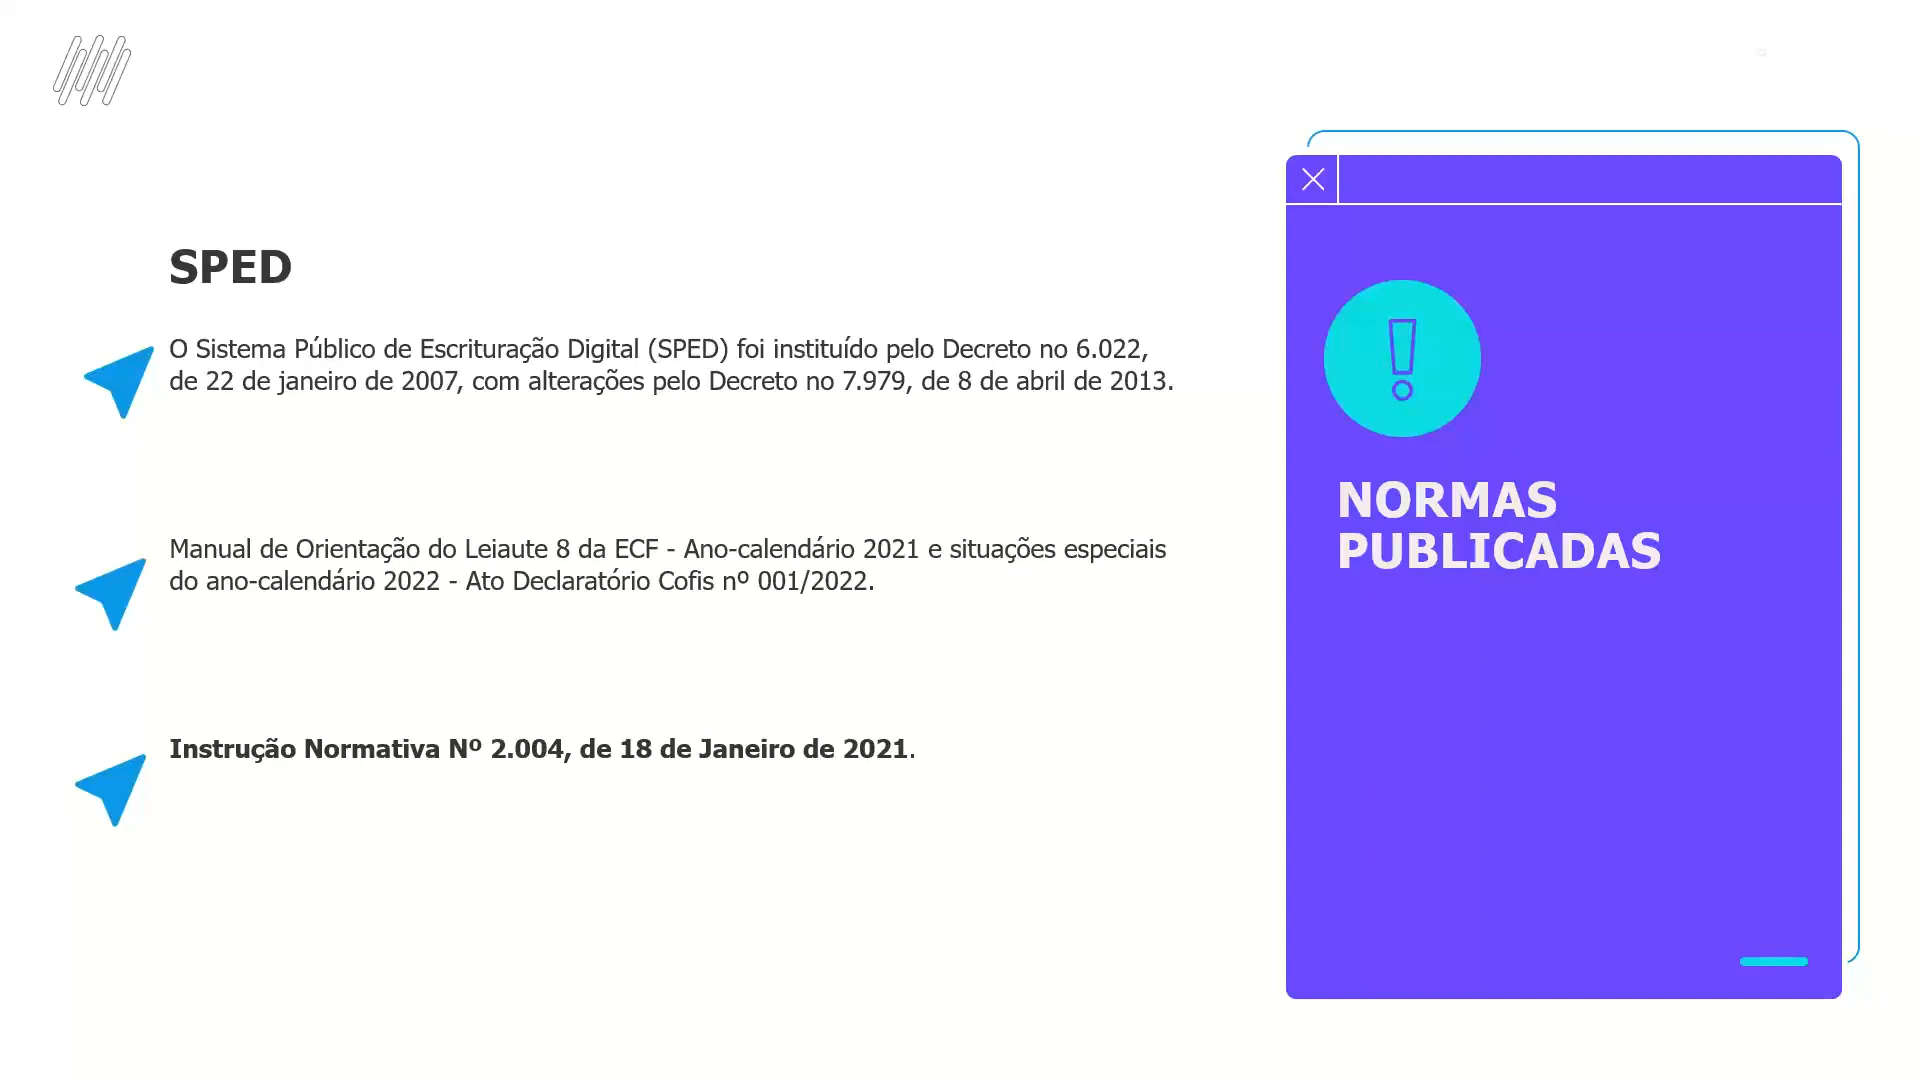 SPED
O Sistema Público de Escrituração Digital (SPED) foi instituído pelo Decreto no 6.022,
de 22 de janeiro de 2007, com alterações pelo Decreto no 7.979, de 8 de abril de 2013.
Manual de Orientação do Leiaute 8 da ECF - Ano-calendário 2021 e situações especiais
do ano-calendário 2022 - Ato Declaratório Cofis nº 001/2022.
Instrução Normativa Nº 2.004, de 18 de Janeiro de 2021.
NORMAS
PUBLICADAS